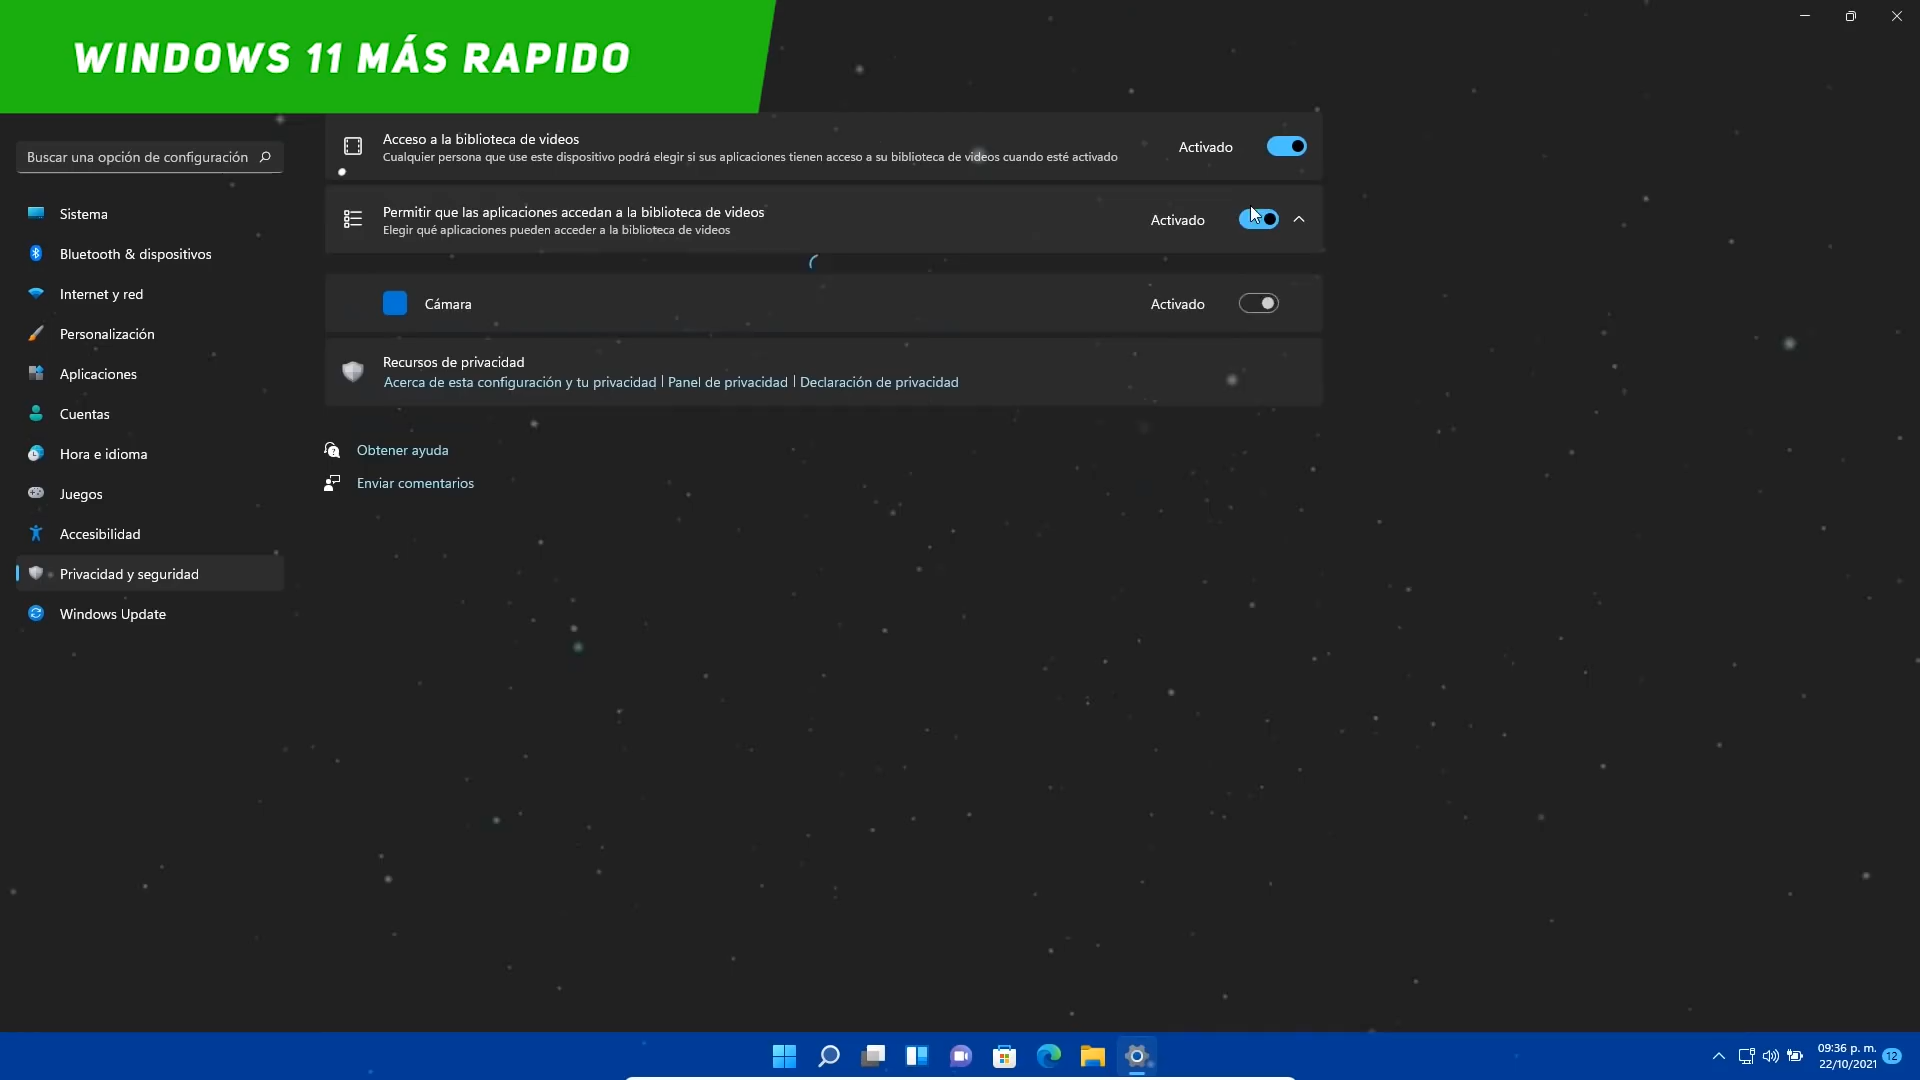 WINDOWS 11 MÁS RAPIDO
Buscar una opción de configuración
Sistema
Bluetooth & dispositivos
Internet y red
Personalización
Aplicaciones
Cuentas
Hora e idioma
Juegos
Accesibilidad
Privacidad y seguridad
Windows Update
Acceso a la biblioteca de videos
Cualquier persona que use este dispositivo podrá elegir si sus aplicaciones tienen acceso a su biblioteca de videos cuando esté activado
Activado
Permitir que las aplicaciones accedan a la biblioteca de videos
Elegir qué aplicaciones pueden acceder a la biblioteca de videos
Activado
Cámara
Activado
Recursos de privacidad
Acerca de esta configuración y tu privacidad | Panel de privacidad | Declaración de privacidad
Obtener ayuda
Enviar comentarios
09:36 p. m.
22/10/2021
12